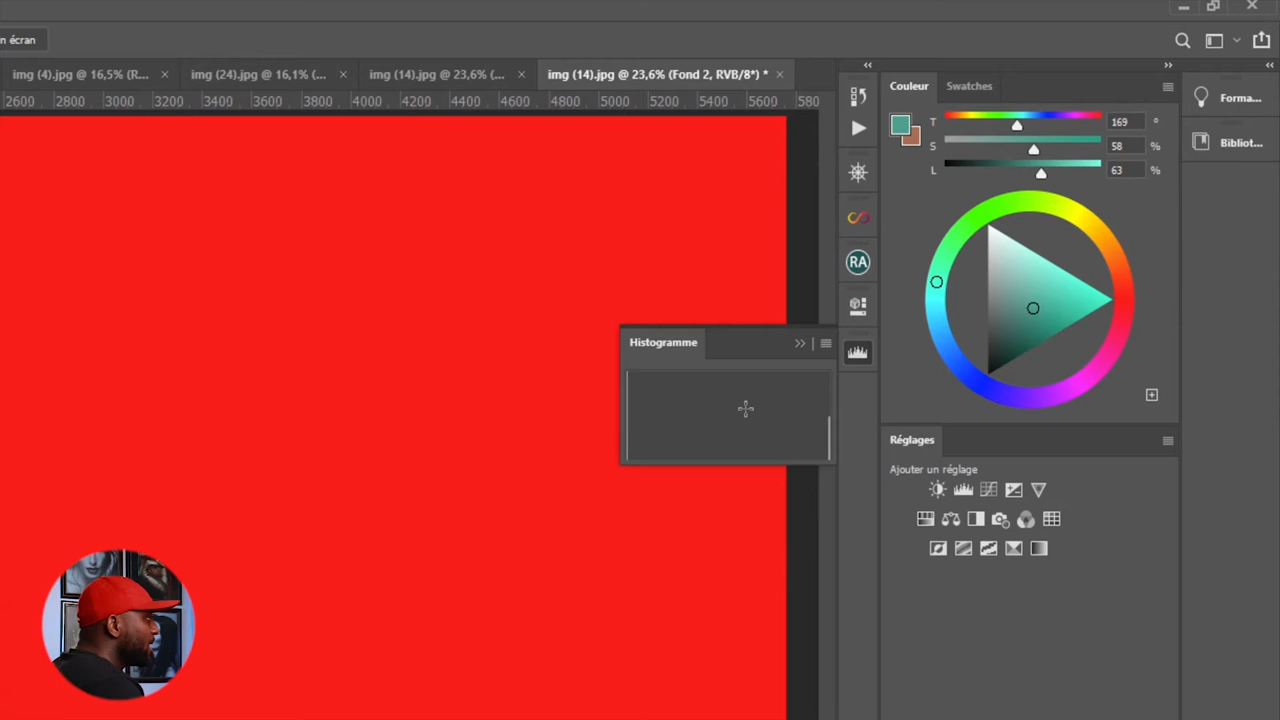 n écran
img (4).jpg @ 16,5% (R...
img (24).jpg @ 16,1% (...
img (14).jpg @ 23,6% (...
img (14).jpg @ 23,6% (Fond 2, RVB/8*) *
2600 2800 3000 3200 3400 3600 3800 4000 4200 4400 4600 4800 5000 5200 5400 5600 580
Couleur
Swatches
T 169 °
S 58 %
L 63 %
Forma...
Bibliot...
RA
Histogramme
Réglages
Ajouter un réglage